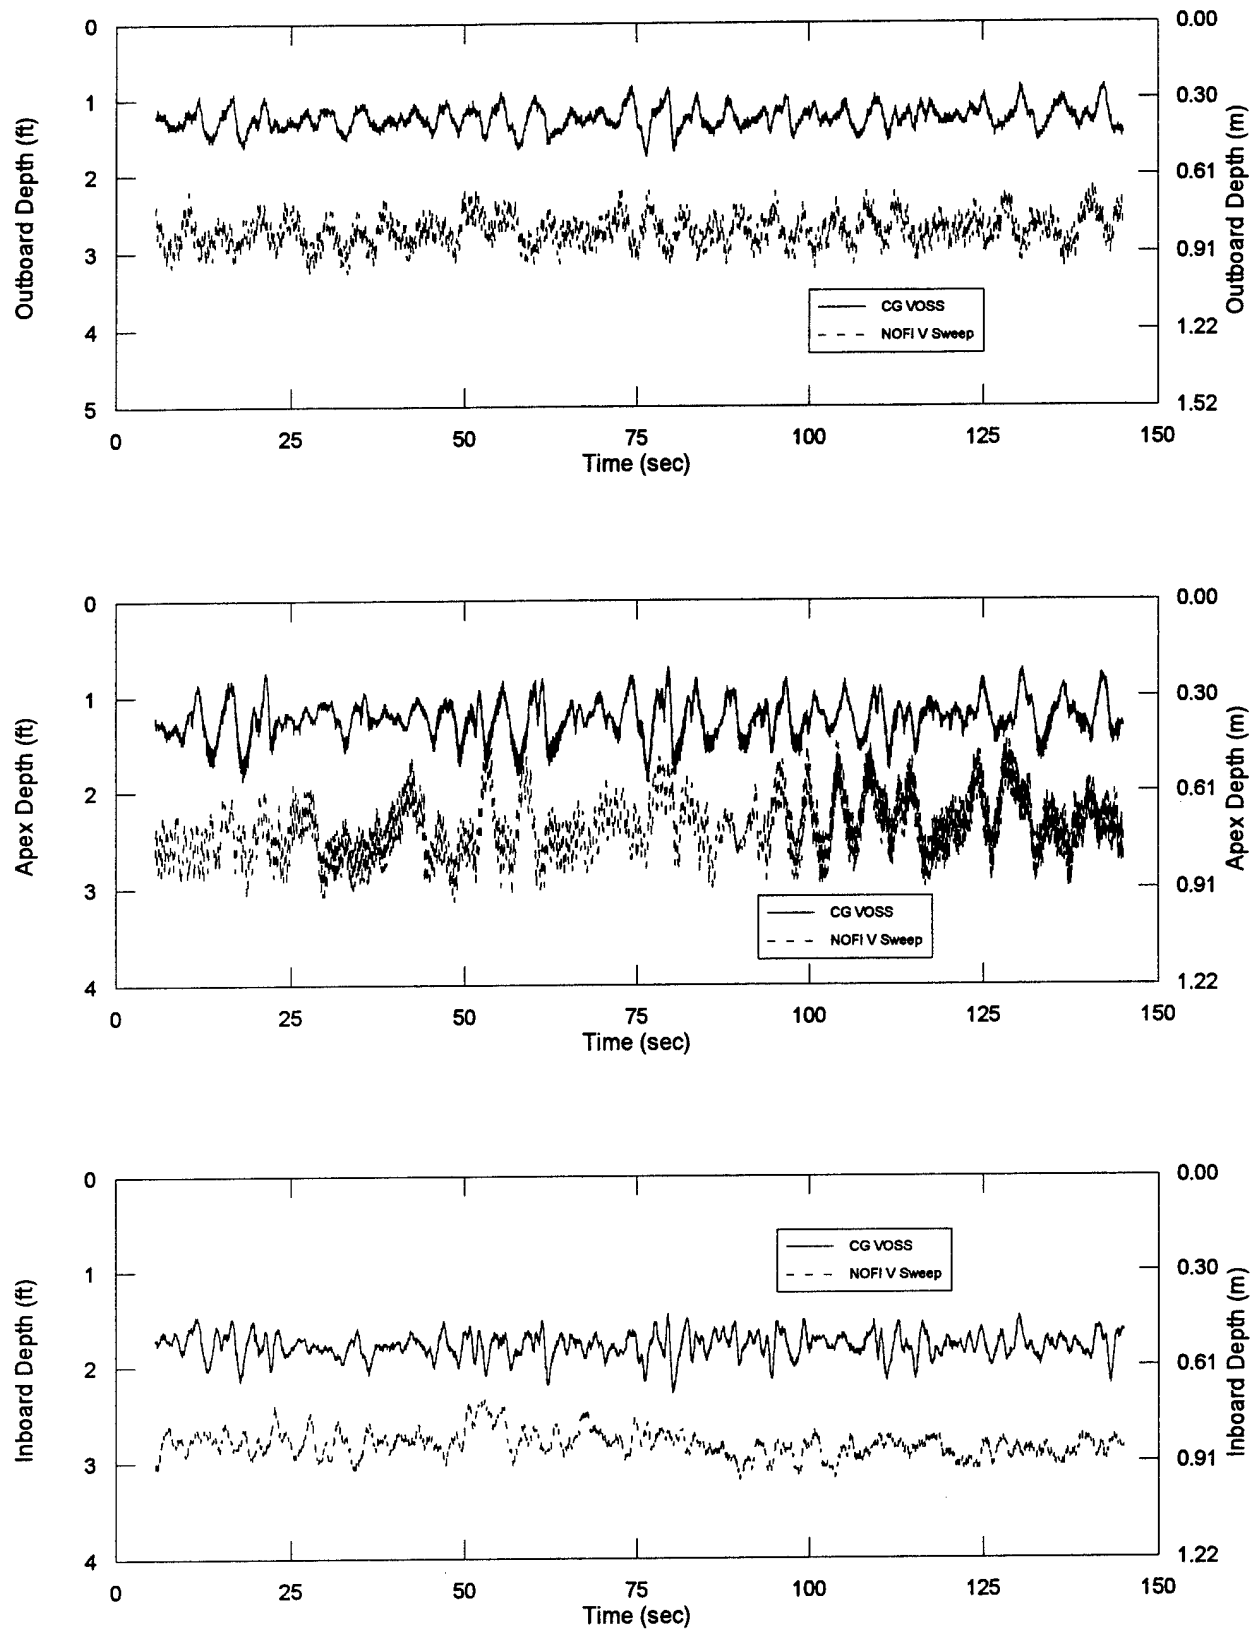 0
1
2
3
4
5
Outboard Depth (ft)
0.00
0.30
0.61
0.91
1.22
1.52
Outboard Depth (m)
CG VOSS
NOFI V Sweep
0 25 50 75 100 125 150
Time (sec)
0
1
2
3
4
Apex Depth (ft)
0.00
0.30
0.61
0.91
1.22
Apex Depth (m)
CG VOSS
NOFI V Sweep
0 25 50 75 100 125 150
Time (sec)
0
1
2
3
4
Inboard Depth (ft)
0.00
0.30
0.61
0.91
1.22
Inboard Depth (m)
CG VOSS
NOFI V Sweep
0 25 50 75 100 125 150
Time (sec)